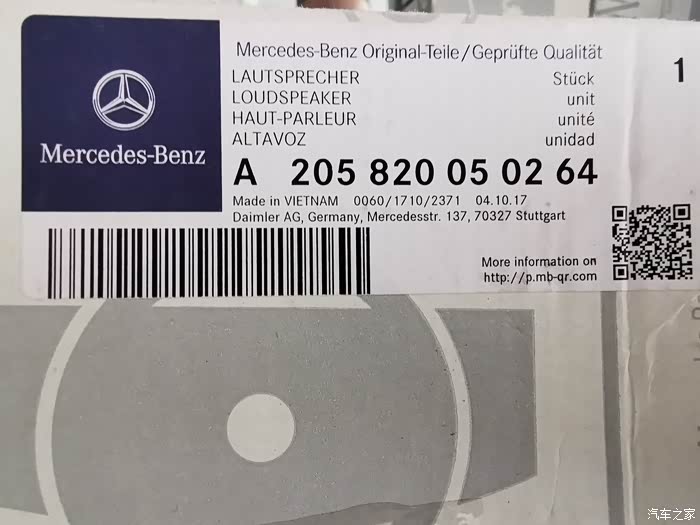 Mercedes-Benz Original-Teile/Geprüfte Qualität
1
LAUTSPRECHER Stück
LOUDSPEAKER unit
HAUT-PARLEUR unité
ALTAVOZ unidad
Mercedes-Benz
A 205 820 05 02 64
Made in VIETNAM 0060/1710/2371 04.10.17
Daimler AG, Germany, Mercedesstr. 137, 70327 Stuttgart
More information on
http://p.mb-qr.com
汽车之家